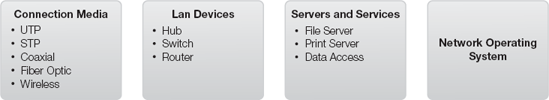 Connection Media
• UTP
• STP
• Coaxial
• Fiber Optic
• Wireless
Lan Devices
• Hub
• Switch
• Router
Servers and Services
• File Server
• Print Server
• Data Access
Network Operating
System